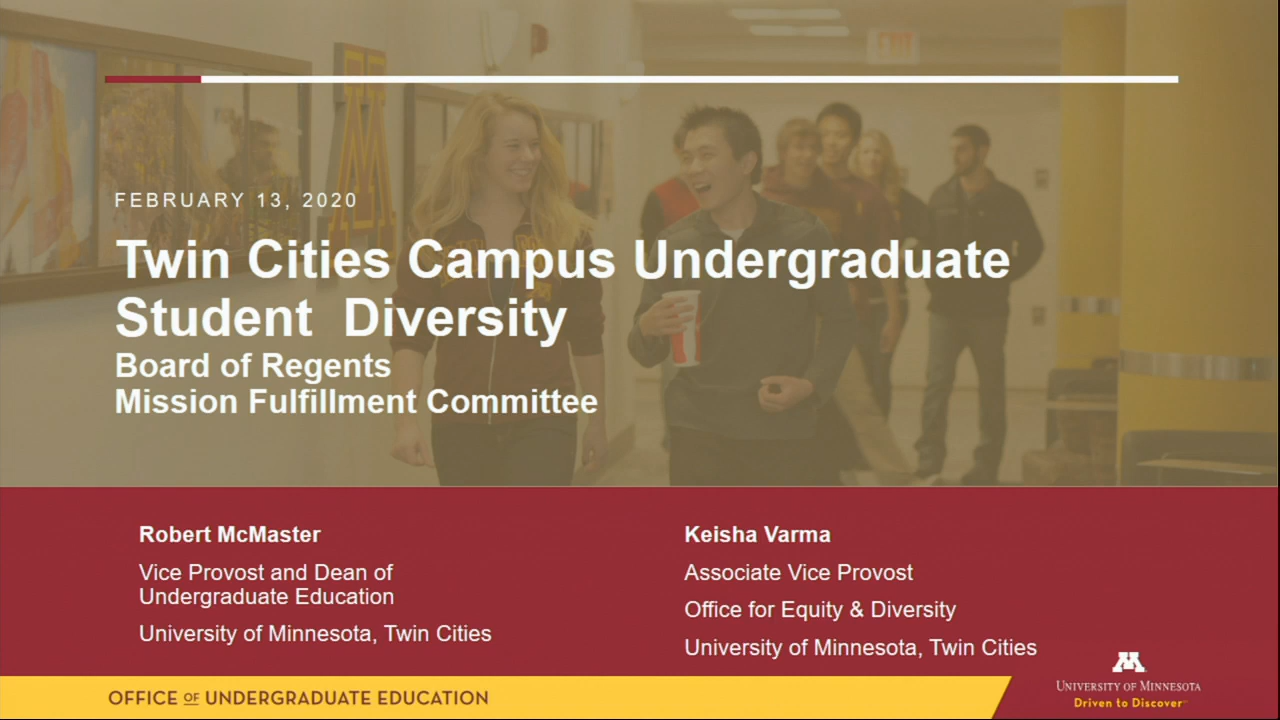 EXIT
M
FEBRUARY 13, 2020
Twin Cities Campus Undergraduate
Student Diversity
Board of Regents
Mission Fulfillment Committee
Robert McMaster
Vice Provost and Dean of
Undergraduate Education
University of Minnesota, Twin Cities
Keisha Varma
Associate Vice Provost
Office for Equity & Diversity
University of Minnesota, Twin Cities
OFFICE OF UNDERGRADUATE EDUCATION
M
UNIVERSITY OF MINNESOTA
Driven to Discover